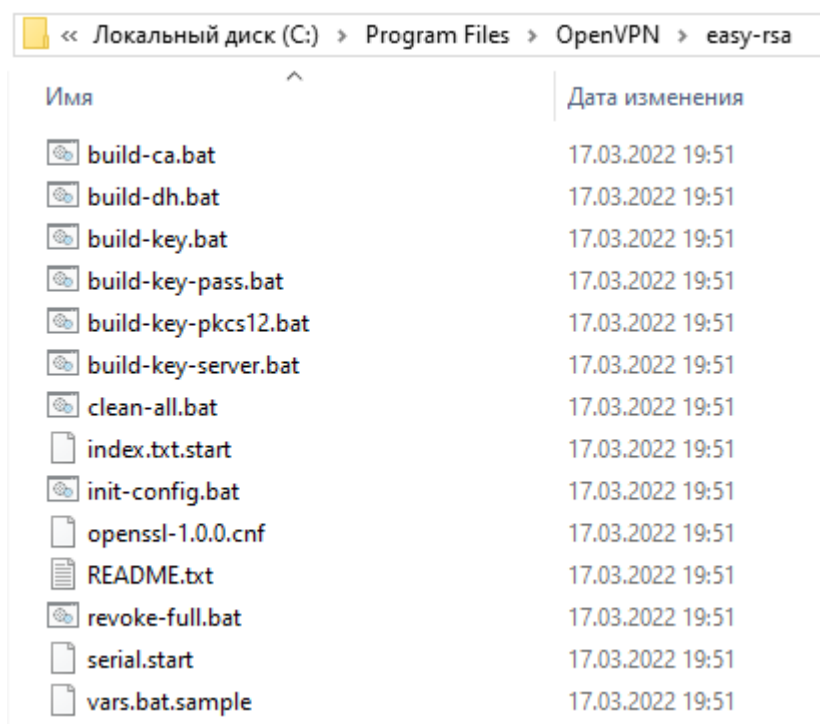 « Локальный диск (C:) › Program Files › OpenVPN › easy-rsa
Имя Дата изменения
build-ca.bat 17.03.2022 19:51
build-dh.bat 17.03.2022 19:51
build-key.bat 17.03.2022 19:51
build-key-pass.bat 17.03.2022 19:51
build-key-pkcs12.bat 17.03.2022 19:51
build-key-server.bat 17.03.2022 19:51
clean-all.bat 17.03.2022 19:51
index.txt.start 17.03.2022 19:51
init-config.bat 17.03.2022 19:51
openssl-1.0.0.cnf 17.03.2022 19:51
README.txt 17.03.2022 19:51
revoke-full.bat 17.03.2022 19:51
serial.start 17.03.2022 19:51
vars.bat.sample 17.03.2022 19:51